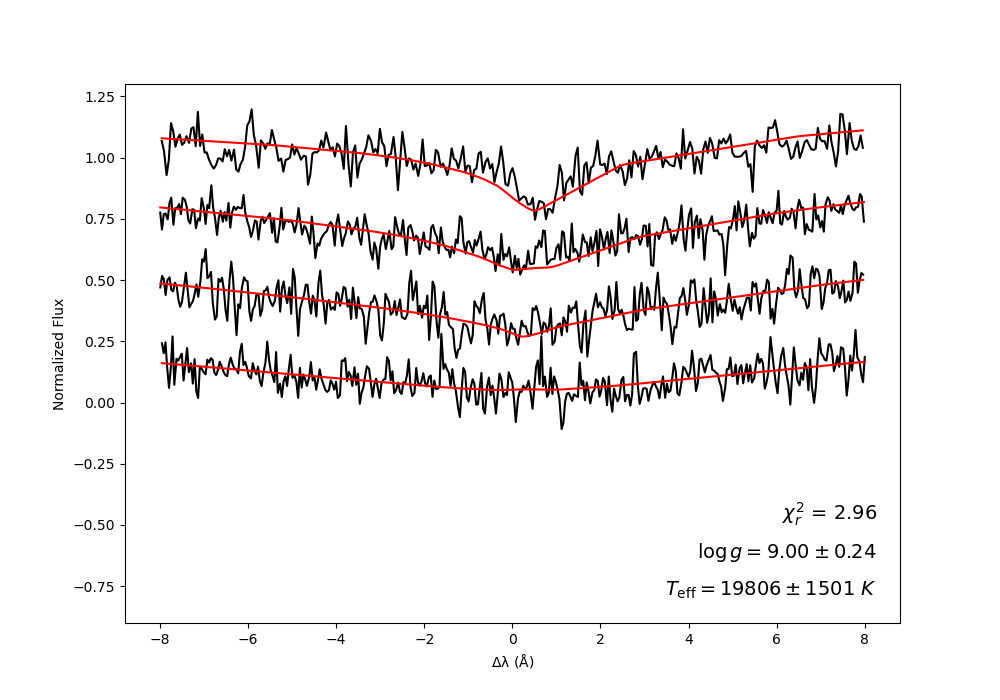 1.25
1.00
0.75
0.50
0.25
0.00
−0.25
−0.50
−0.75
Normalized Flux
χ²ᵣ = 2.96
log g = 9.00 ± 0.24
T_eff = 19806 ± 1501 K
−8 −6 −4 −2 0 2 4 6 8
Δλ (Å)